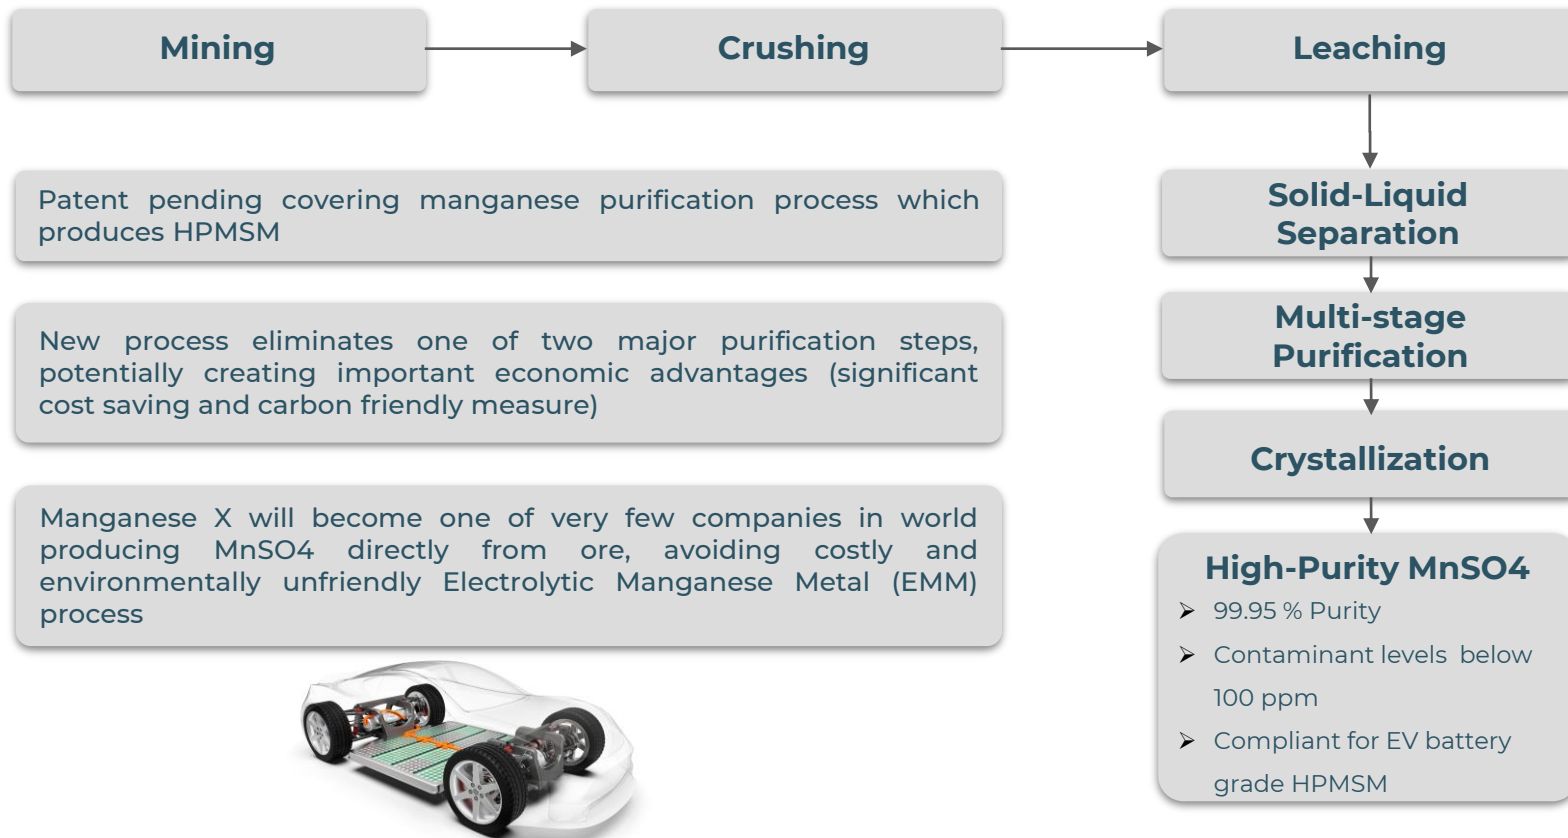 Mining
Crushing
Leaching
Patent pending covering manganese purification process which
produces HPMSM
New process eliminates one of two major purification steps,
potentially creating important economic advantages (significant
cost saving and carbon friendly measure)
Manganese X will become one of very few companies in world
producing MnSO4 directly from ore, avoiding costly and
environmentally unfriendly Electrolytic Manganese Metal (EMM)
process
Solid-Liquid
Separation
Multi-stage
Purification
Crystallization
High-Purity MnSO4
➢ 99.95 % Purity
➢ Contaminant levels below
100 ppm
➢ Compliant for EV battery
grade HPMSM